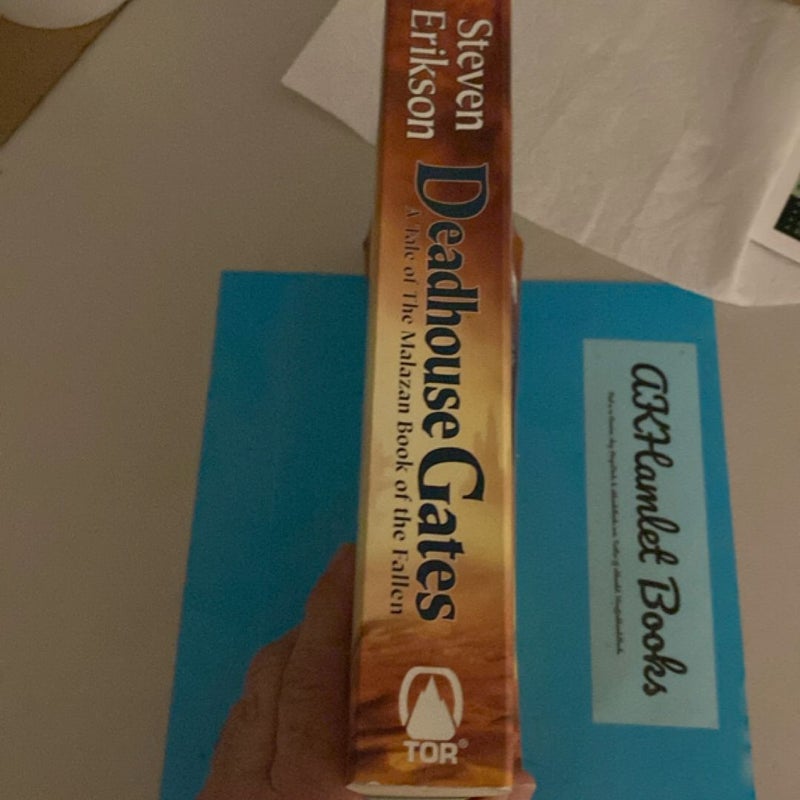 Steven
Erikson
Deadhouse Gates
A Tale of The Malazan Book of the Fallen
TOR®
AKHamlet Books